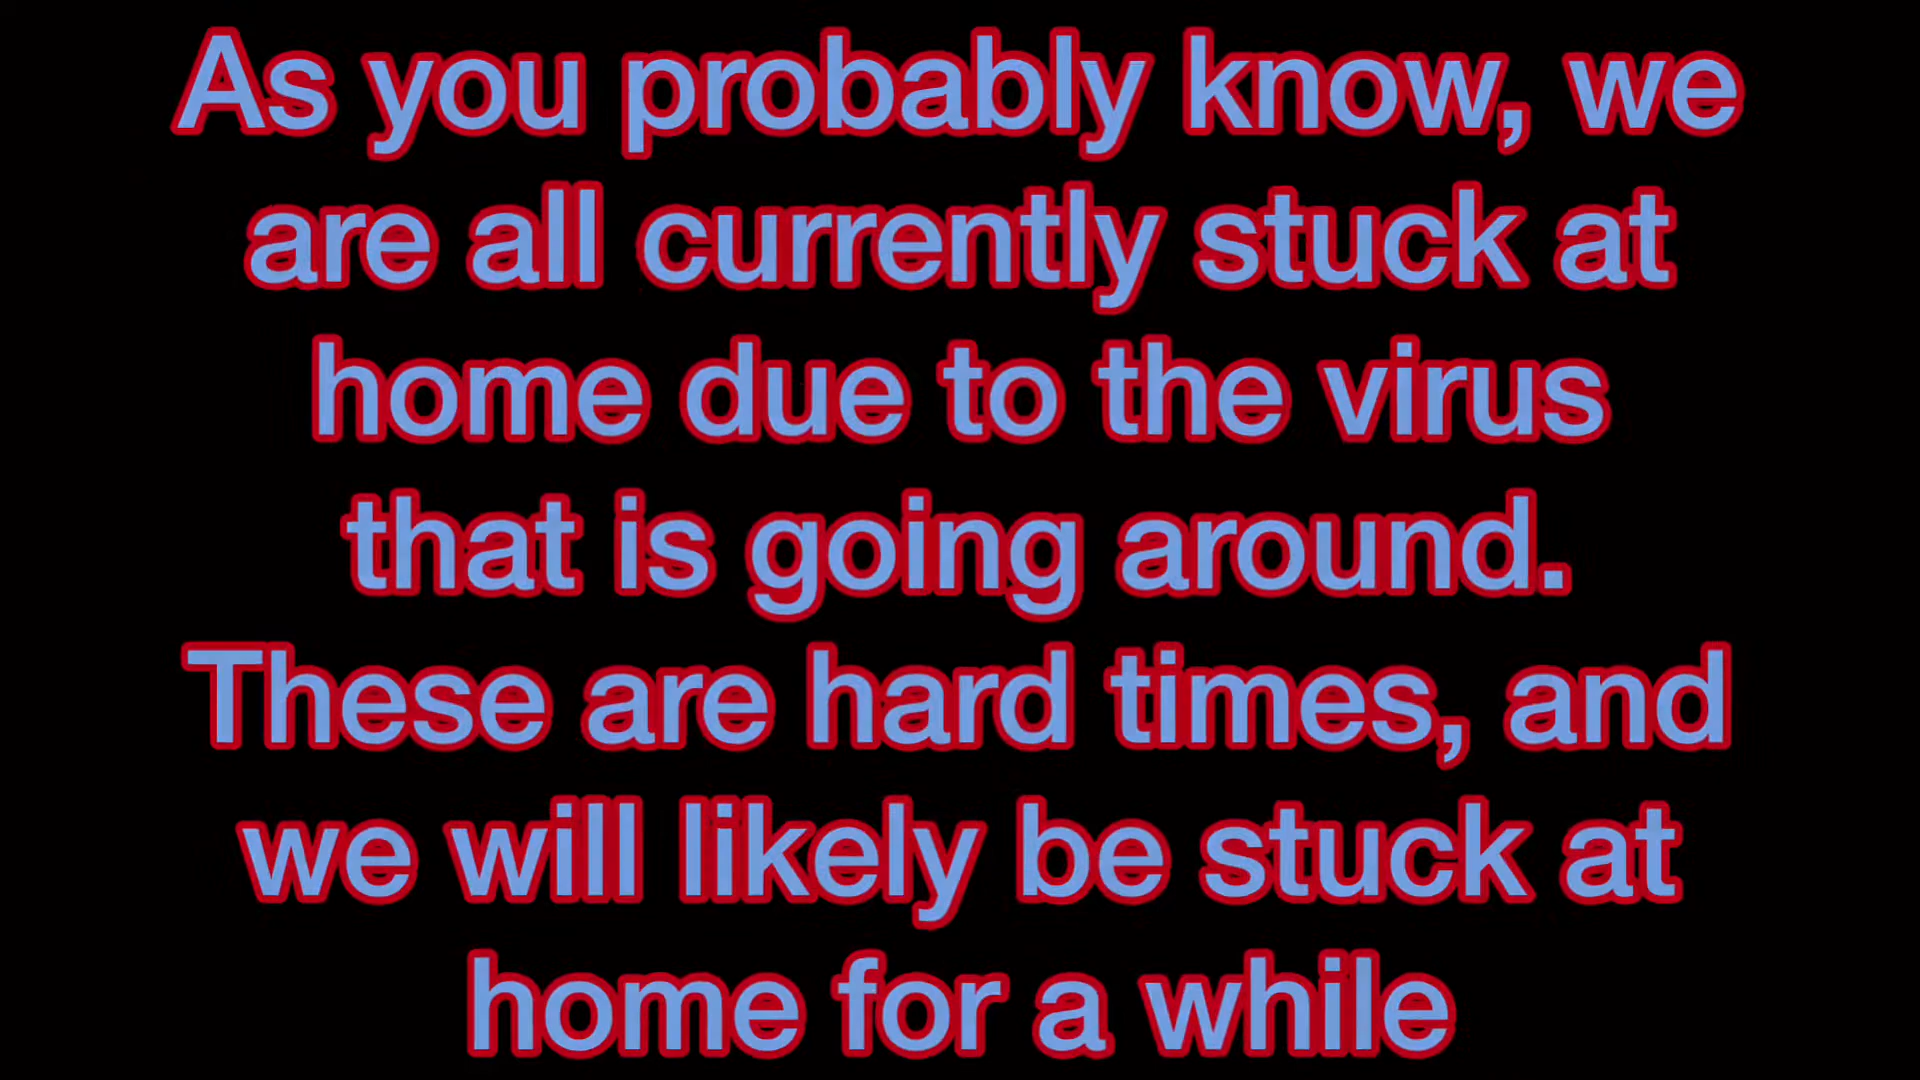 As you probably know, we
are all currently stuck at
home due to the virus
that is going around.
These are hard times, and
we will likely be stuck at
home for a while